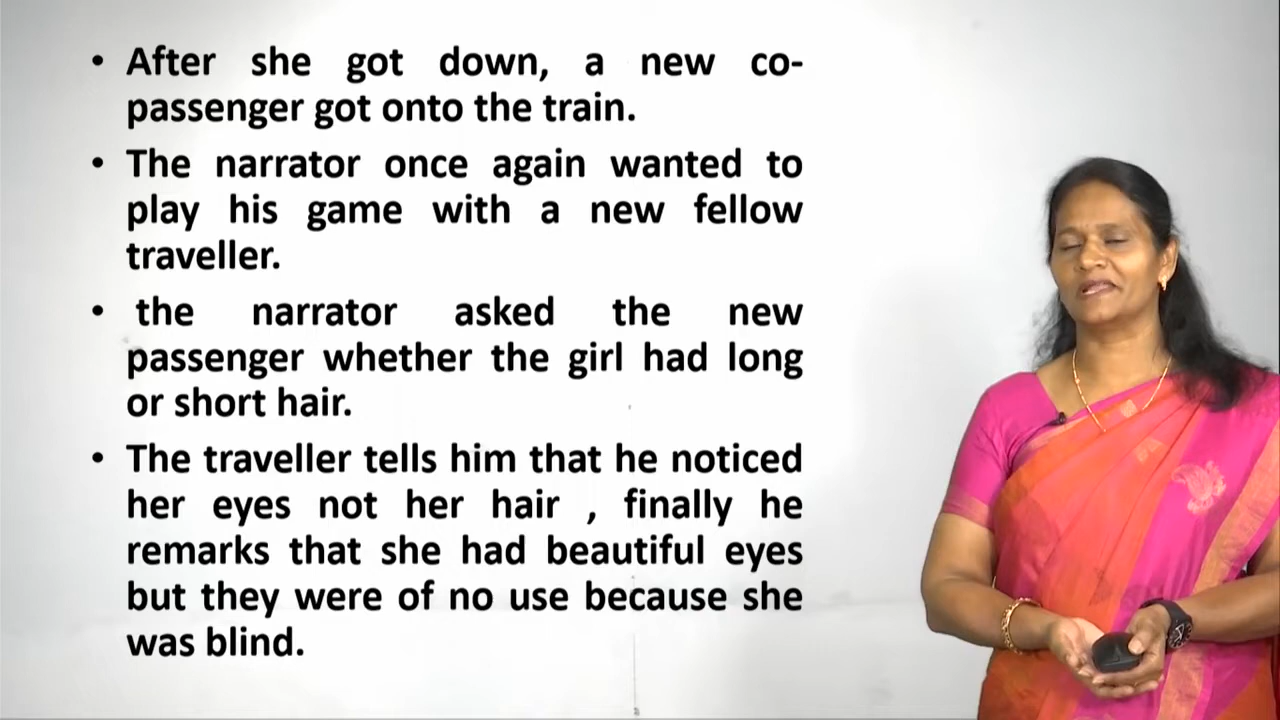 • After she got down, a new co-
passenger got onto the train.
• The narrator once again wanted to
play his game with a new fellow
traveller.
• the narrator asked the new
passenger whether the girl had long
or short hair.
• The traveller tells him that he noticed
her eyes not her hair , finally he
remarks that she had beautiful eyes
but they were of no use because she
was blind.